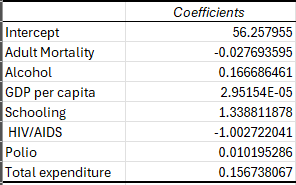 Coefficients
Intercept 56.257955
Adult Mortality -0.027693595
Alcohol 0.166686461
GDP per capita 2.95154E-05
Schooling 1.338811878
HIV/AIDS -1.002722041
Polio 0.010195286
Total expenditure 0.156738067